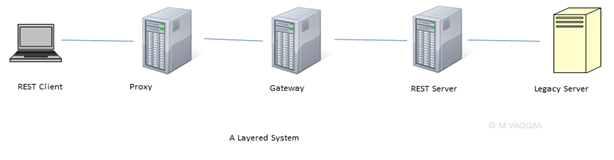 REST Client
Proxy
Gateway
REST Server
Legacy Server
© M VAQQAS
A Layered System